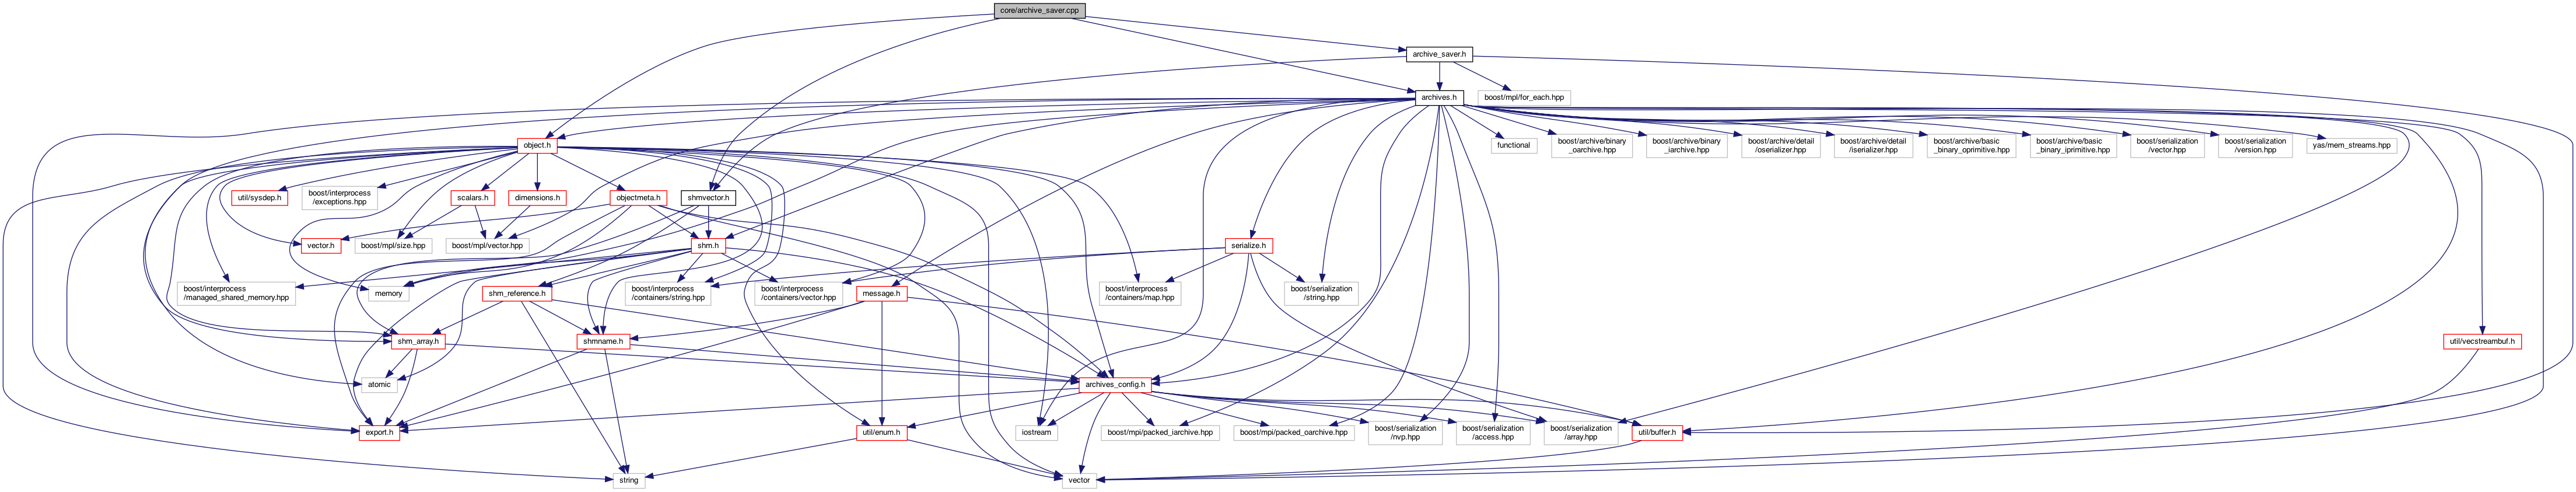 core/archive_saver.cpp
archive_saver.h
archives.h
boost/mpl/for_each.hpp
object.h
functional
boost/archive/binary
_oarchive.hpp
boost/archive/binary
_iarchive.hpp
boost/archive/detail
/oserializer.hpp
boost/archive/detail
/iserializer.hpp
boost/archive/basic
_binary_oprimitive.hpp
boost/archive/basic
_binary_iprimitive.hpp
boost/serialization
/vector.hpp
boost/serialization
/version.hpp
yas/mem_streams.hpp
util/sysdep.h
boost/interprocess
/exceptions.hpp
scalars.h
dimensions.h
objectmeta.h
shmvector.h
vector.h
boost/mpl/size.hpp
boost/mpl/vector.hpp
shm.h
serialize.h
boost/interprocess
/managed_shared_memory.hpp
memory
shm_reference.h
boost/interprocess
/containers/string.hpp
boost/interprocess
/containers/vector.hpp
message.h
boost/interprocess
/containers/map.hpp
boost/serialization
/string.hpp
shm_array.h
shmname.h
util/vecstreambuf.h
atomic
archives_config.h
export.h
util/enum.h
iostream
boost/mpi/packed_iarchive.hpp
boost/mpi/packed_oarchive.hpp
boost/serialization
/nvp.hpp
boost/serialization
/access.hpp
boost/serialization
/array.hpp
util/buffer.h
string
vector